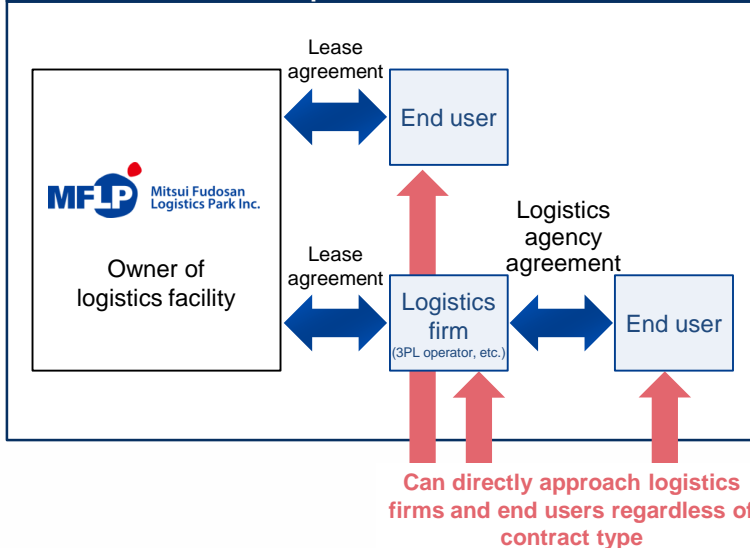 Lease
agreement
End user
MFLP
Mitsui Fudosan
Logistics Park Inc.
Owner of
logistics facility
Lease
agreement
Logistics
firm
(3PL operator, etc.)
Logistics
agency
agreement
End user
Can directly approach logistics
firms and end users regardless of
contract type